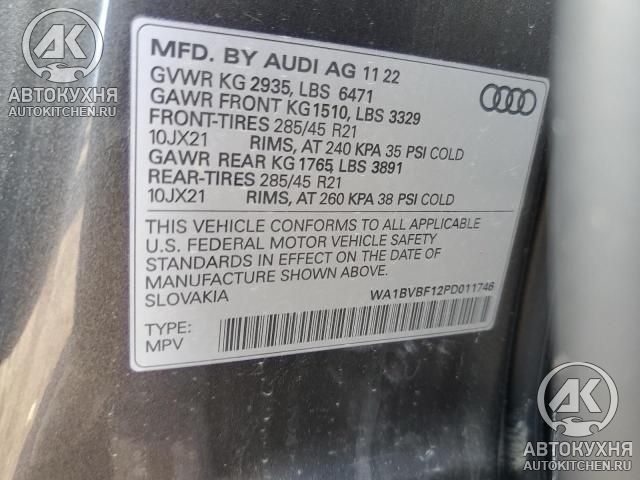 MFD. BY AUDI AG 11 22
GVWR KG 2935, LBS 6471
GAWR FRONT KG1510, LBS 3329
FRONT-TIRES 285/45 R21
10JX21 RIMS, AT 240 KPA 35 PSI COLD
GAWR REAR KG 1765, LBS 3891
REAR-TIRES 285/45 R21
10JX21 RIMS, AT 260 KPA 38 PSI COLD
THIS VEHICLE CONFORMS TO ALL APPLICABLE
U.S. FEDERAL MOTOR VEHICLE SAFETY
STANDARDS IN EFFECT ON THE DATE OF
MANUFACTURE SHOWN ABOVE.
SLOVAKIA WA1BVBF12PD011746
TYPE:
MPV
АК
АВТОКУХНЯ
AUTOKITCHEN.RU
АК
АВТОКУХНЯ
AUTOKITCHEN.RU